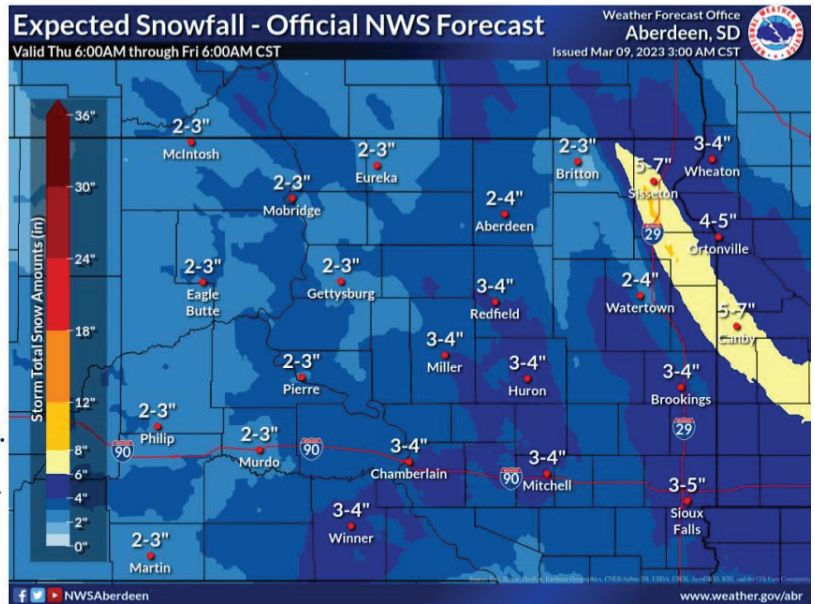 Expected Snowfall - Official NWS Forecast
Valid Thu 6:00AM through Fri 6:00AM CST
Weather Forecast Office
Aberdeen, SD
Issued Mar 09, 2023 3:00 AM CST
NATIONAL WEATHER SERVICE
Storm Total Snow Amounts (in)
36"
30"
24"
18"
12"
8"
6"
4"
2"
0"
2-3"
McIntosh
2-3"
Eureka
2-3"
Britton
5-7"
Sisseton
3-4"
Wheaton
2-3"
Mobridge
2-4"
Aberdeen
29
4-5"
Ortonville
2-3"
Eagle
Butte
2-3"
Gettysburg
3-4"
Redfield
2-4"
Watertown
5-7"
Canby
3-4"
Miller
2-3"
Pierre
3-4"
Huron
3-4"
Brookings
2-3"
Philip
90
2-3"
Murdo
90
3-4"
Chamberlain
90
3-4"
Mitchell
29
3-5"
Sioux
Falls
3-4"
Winner
2-3"
Martin
NWSAberdeen
www.weather.gov/abr